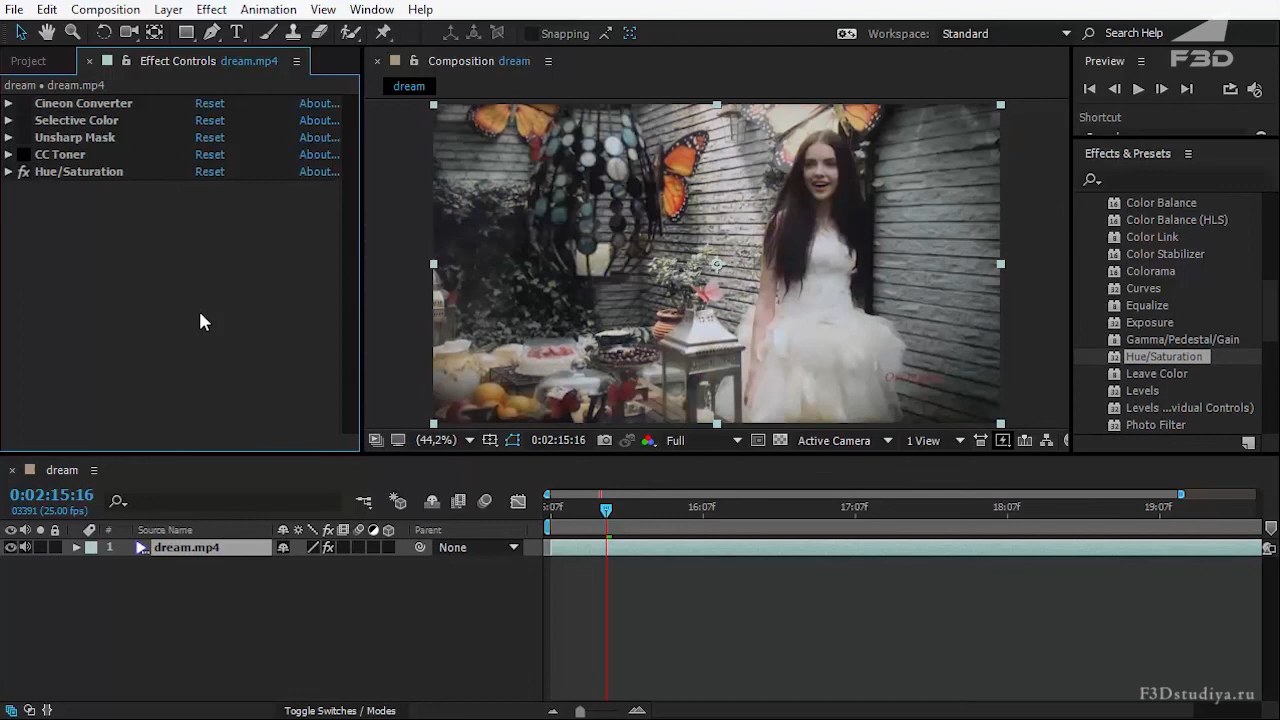 File Edit Composition Layer Effect Animation View Window Help
Snapping Workspace: Standard Search Help
F3D
Project Effect Controls dream.mp4
dream • dream.mp4
Cineon Converter Reset About...
Selective Color Reset About...
Unsharp Mask Reset About...
CC Toner Reset About...
Hue/Saturation Reset About...
Composition dream
dream
(44,2%) 0:02:15:16 Full Active Camera 1 View
Preview
Shortcut
Effects & Presets
Color Balance
Color Balance (HLS)
Color Link
Color Stabilizer
Colorama
Curves
Equalize
Exposure
Gamma/Pedestal/Gain
Hue/Saturation
Leave Color
Levels
Levels ...vidual Controls)
Photo Filter
dream
0:02:15:16
03391 (25.00 fps)
# Source Name Parent
1 dream.mp4 None
5:07f 16:07f 17:07f 18:07f 19:07f
Toggle Switches / Modes
F3Dstudiya.ru